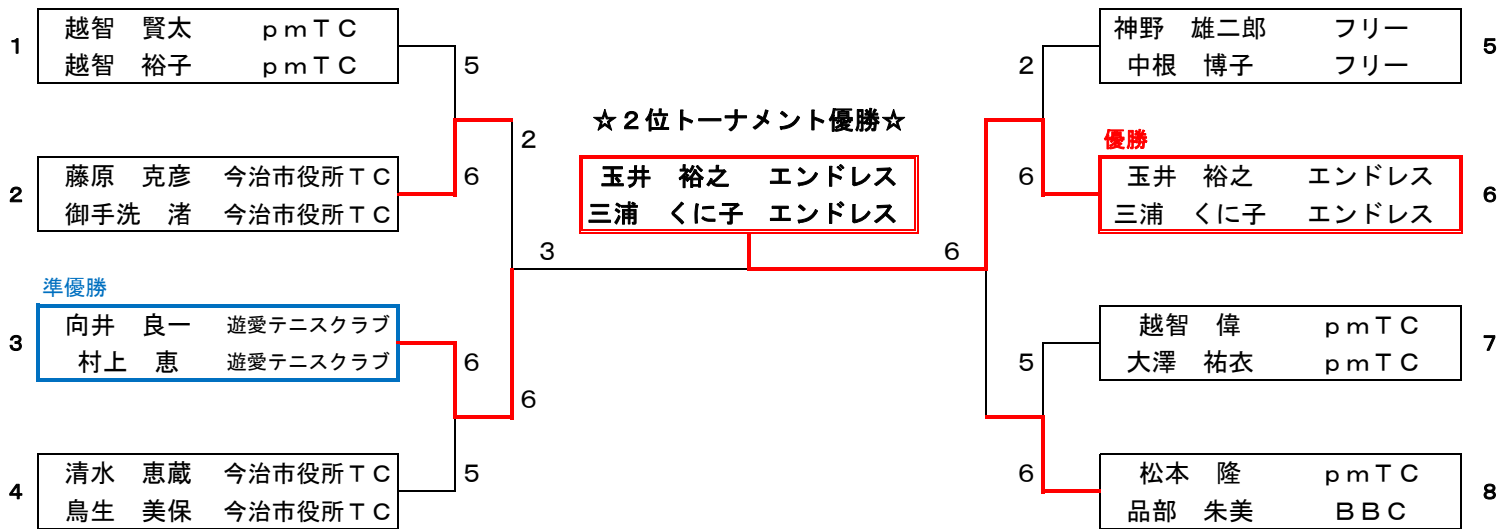 ☆２位トーナメント優勝☆
玉井　裕之　エンドレス
三浦　くに子　エンドレス
1
越智　賢太　ｐｍＴＣ
越智　裕子　ｐｍＴＣ
5
2
藤原　克彦　今治市役所ＴＣ
御手洗　渚　今治市役所ＴＣ
6
2
準優勝
3
向井　良一　遊愛テニスクラブ
村上　恵　遊愛テニスクラブ
6
6
4
清水　恵蔵　今治市役所ＴＣ
鳥生　美保　今治市役所ＴＣ
5
3
6
神野　雄二郎　フリー
中根　博子　フリー
5
2
優勝
玉井　裕之　エンドレス
三浦　くに子　エンドレス
6
6
越智　偉　ｐｍＴＣ
大澤　祐衣　ｐｍＴＣ
7
5
松本　隆　ｐｍＴＣ
品部　朱美　ＢＢＣ
8
6